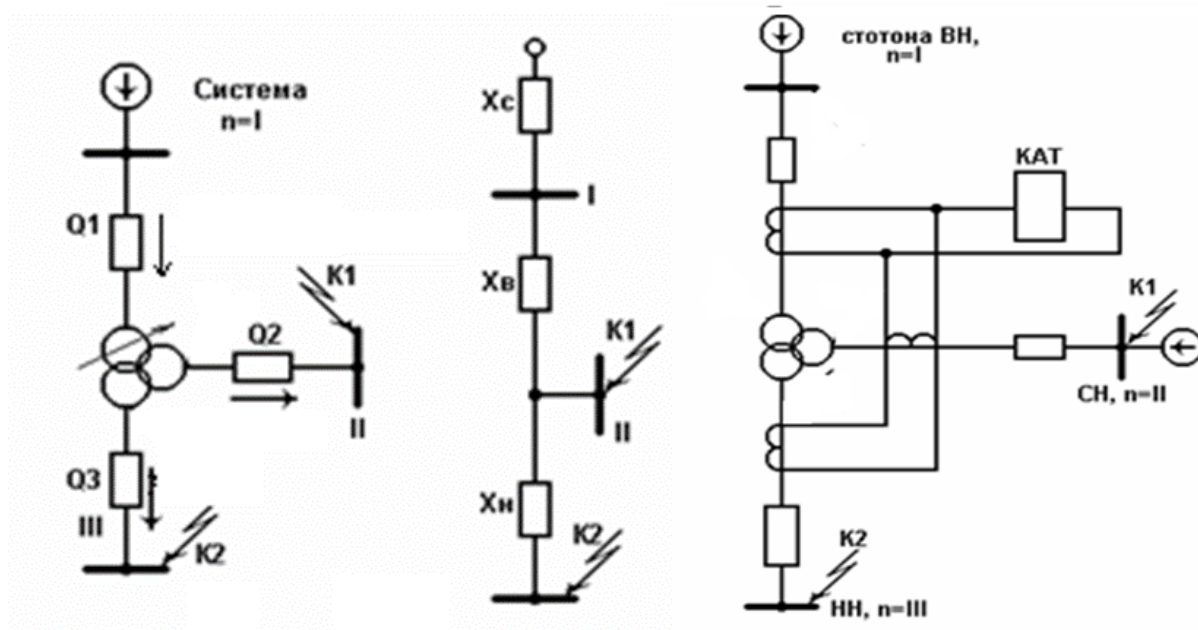 Система
n=I
Q1
K1
Q2
II
Q3
III
K2
Xс
I
Xв
K1
II
Xн
K2
стотона ВН,
n=I
КАТ
K1
СН, n=II
K2
НН, n=III